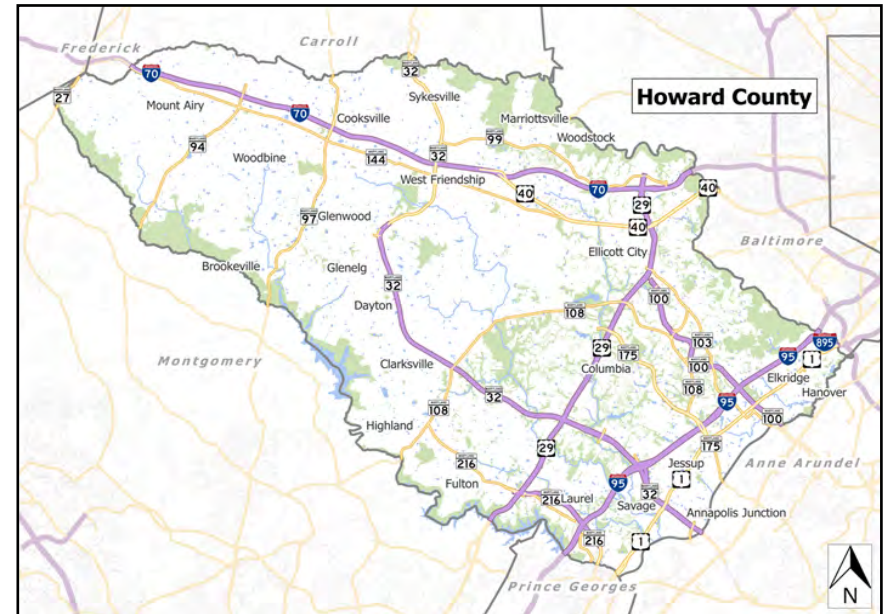 Frederick
Carroll
32
70
27
Sykesville
Howard County
Mount Airy
70
Cooksville
Marriottsville
94
99
Woodstock
Woodbine
144
32
West Friendship
70
40
40
29
97
Glenwood
40
Baltimore
Ellicott City
Brookeville
Glenelg
32
100
Dayton
108
103
895
29
175
95
1
Montgomery
Clarksville
Columbia
100
Elkridge
32
108
Hanover
95
108
100
Highland
29
175
216
Jessup
Anne Arundel
Fulton
95
1
216
Laurel
32
Savage
Annapolis Junction
216
1
Prince Georges
N